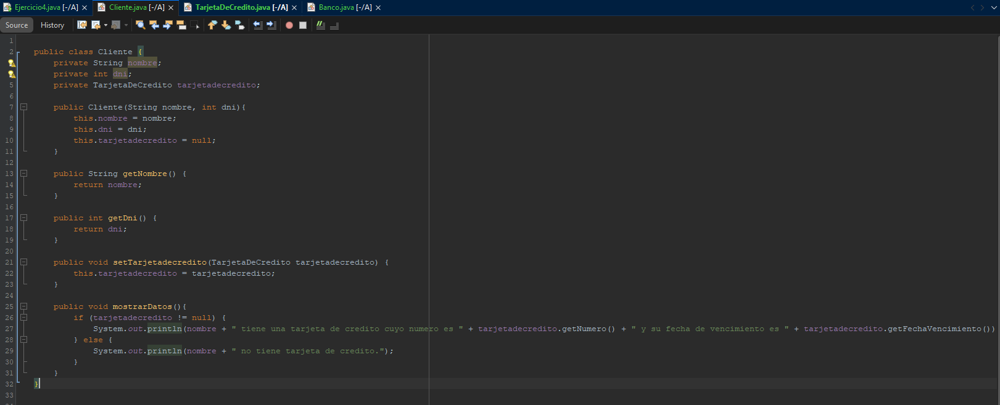 Ejercicio4.java [-/A] Cliente.java [-/A] TarjetaDeCredito.java [-/A] Banco.java [-/A]
Source History
1
2 public class Cliente {
private String nombre;
private int dni;
5 private TarjetaDeCredito tarjetadecredito;
6
7 public Cliente(String nombre, int dni){
8 this.nombre = nombre;
9 this.dni = dni;
10 this.tarjetadecredito = null;
11 }
12
13 public String getNombre() {
14 return nombre;
15 }
16
17 public int getDni() {
18 return dni;
19 }
20
21 public void setTarjetadecredito(TarjetaDeCredito tarjetadecredito) {
22 this.tarjetadecredito = tarjetadecredito;
23 }
24
25 public void mostrarDatos(){
26 if (tarjetadecredito != null) {
27 System.out.println(nombre + " tiene una tarjeta de credito cuyo numero es " + tarjetadecredito.getNumero() + " y su fecha de vencimiento es " + tarjetadecredito.getFechaVencimiento())
28 } else {
29 System.out.println(nombre + " no tiene tarjeta de credito.");
30 }
31 }
32 }
33